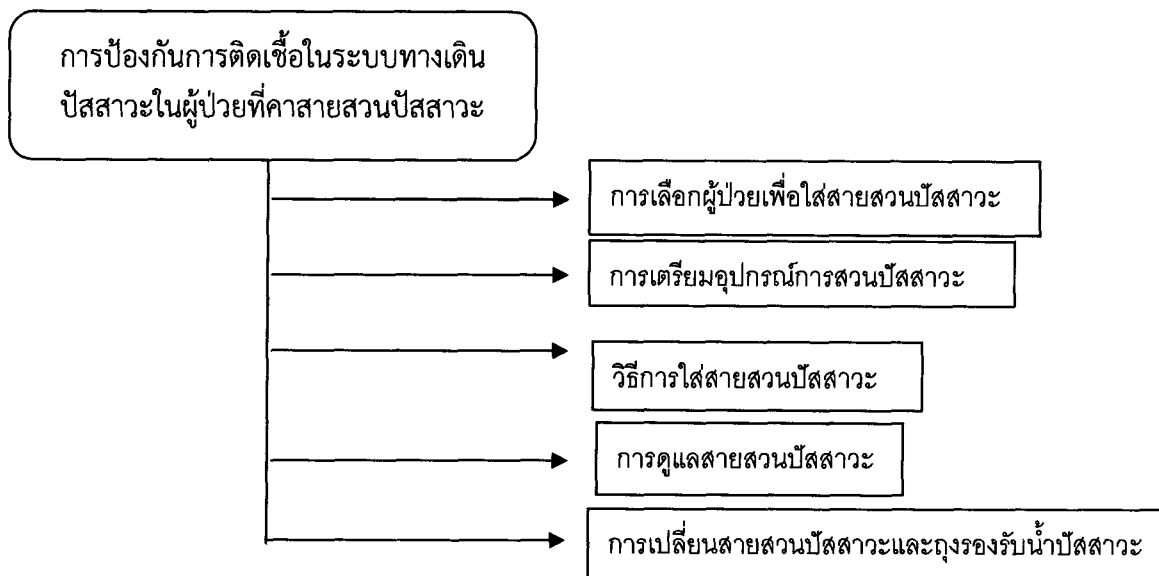 การป้องกันการติดเชื้อในระบบทางเดิน
ปัสสาวะในผู้ป่วยที่คาสายสวนปัสสาวะ
การเลือกผู้ป่วยเพื่อใส่สายสวนปัสสาวะ
การเตรียมอุปกรณ์การสวนปัสสาวะ
วิธีการใส่สายสวนปัสสาวะ
การดูแลสายสวนปัสสาวะ
การเปลี่ยนสายสวนปัสสาวะและถุงรองรับน้ำปัสสาวะ